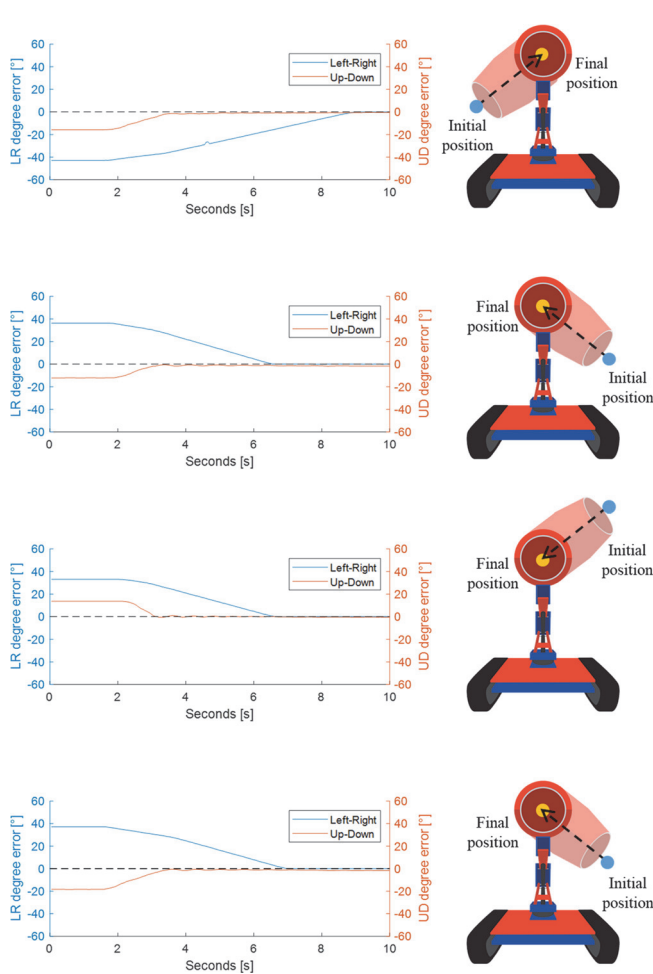 60
40
20
0
-20
-40
-60
LR degree error [°]
Left-Right
Up-Down
60
40
20
0
-20
-40
-60
UD degree error [°]
0
2
4
6
8
10
Seconds [s]
Final
position
Initial
position
60
40
20
0
-20
-40
-60
LR degree error [°]
Left-Right
Up-Down
60
40
20
0
-20
-40
-60
UD degree error [°]
0
2
4
6
8
10
Seconds [s]
Final
position
Initial
position
60
40
20
0
-20
-40
-60
LR degree error [°]
Left-Right
Up-Down
60
40
20
0
-20
-40
-60
UD degree error [°]
0
2
4
6
8
10
Seconds [s]
Initial
position
Final
position
60
40
20
0
-20
-40
-60
LR degree error [°]
Left-Right
Up-Down
60
40
20
0
-20
-40
-60
UD degree error [°]
0
2
4
6
8
10
Seconds [s]
Final
position
Initial
position